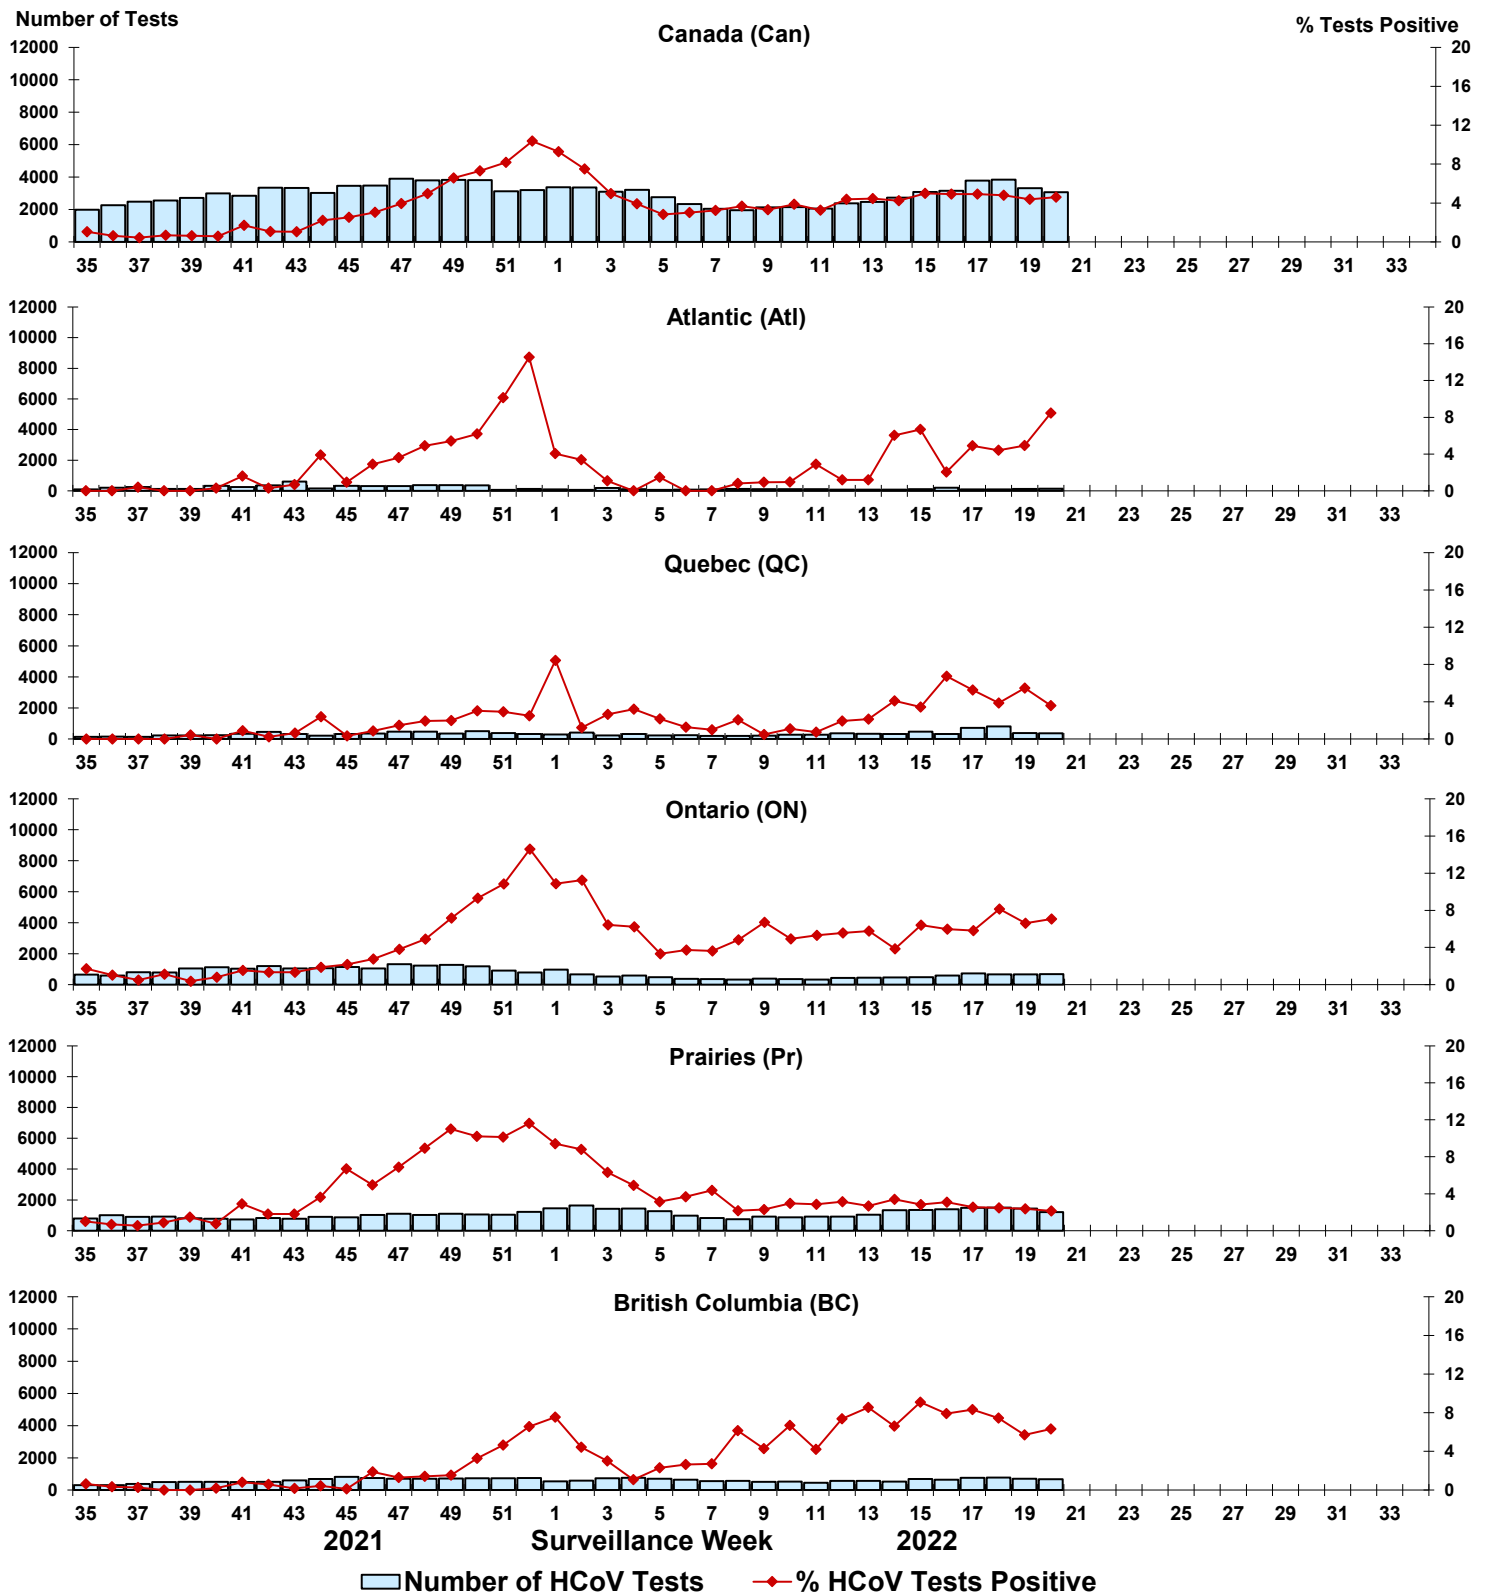 Number of Tests
% Tests Positive
Canada (Can)
12000 10000 8000 6000 4000 2000 0
20 16 12 8 4 0
35 37 39 41 43 45 47 49 51 1 3 5 7 9 11 13 15 17 19 21 23 25 27 29 31 33
Atlantic (Atl)
12000 10000 8000 6000 4000 2000 0
20 16 12 8 4 0
35 37 39 41 43 45 47 49 51 1 3 5 7 9 11 13 15 17 19 21 23 25 27 29 31 33
Quebec (QC)
12000 10000 8000 6000 4000 2000 0
20 16 12 8 4 0
35 37 39 41 43 45 47 49 51 1 3 5 7 9 11 13 15 17 19 21 23 25 27 29 31 33
Ontario (ON)
12000 10000 8000 6000 4000 2000 0
20 16 12 8 4 0
35 37 39 41 43 45 47 49 51 1 3 5 7 9 11 13 15 17 19 21 23 25 27 29 31 33
Prairies (Pr)
12000 10000 8000 6000 4000 2000 0
20 16 12 8 4 0
35 37 39 41 43 45 47 49 51 1 3 5 7 9 11 13 15 17 19 21 23 25 27 29 31 33
British Columbia (BC)
12000 10000 8000 6000 4000 2000 0
20 16 12 8 4 0
35 37 39 41 43 45 47 49 51 1 3 5 7 9 11 13 15 17 19 21 23 25 27 29 31 33
2021 Surveillance Week 2022
Number of HCoV Tests % HCoV Tests Positive